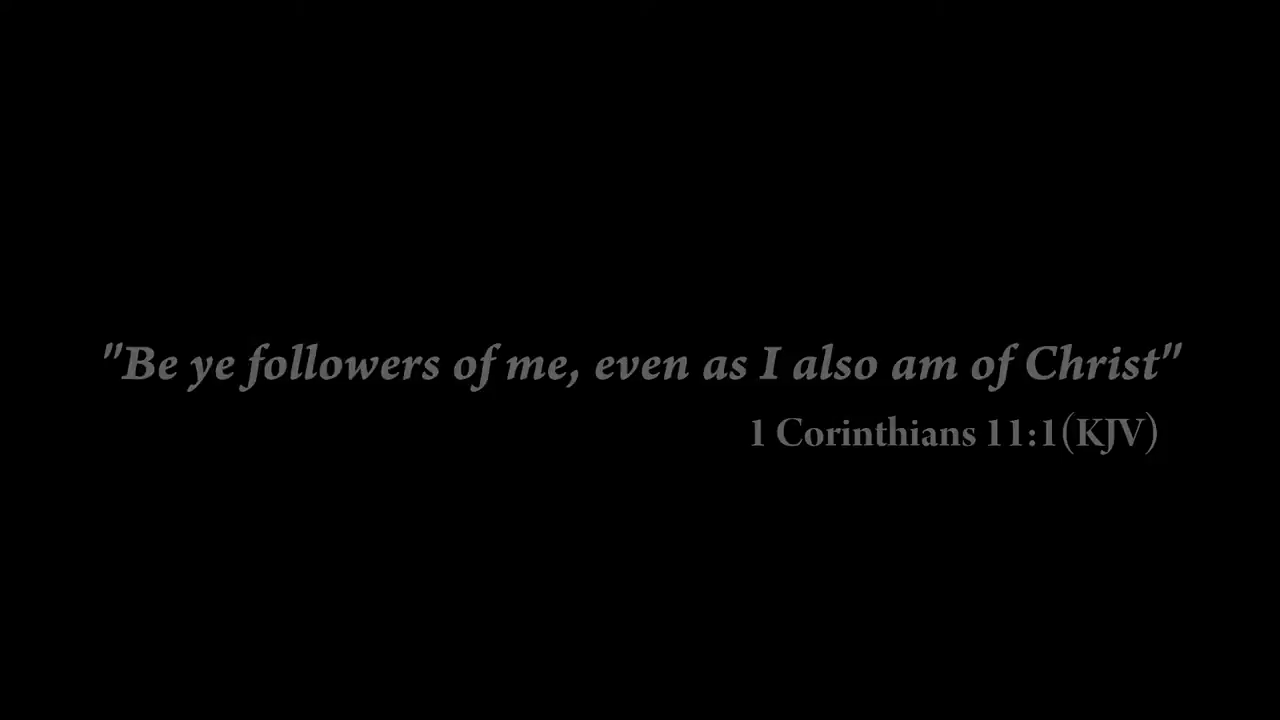 "Be ye followers of me, even as I also am of Christ"
1 Corinthians 11:1(KJV)